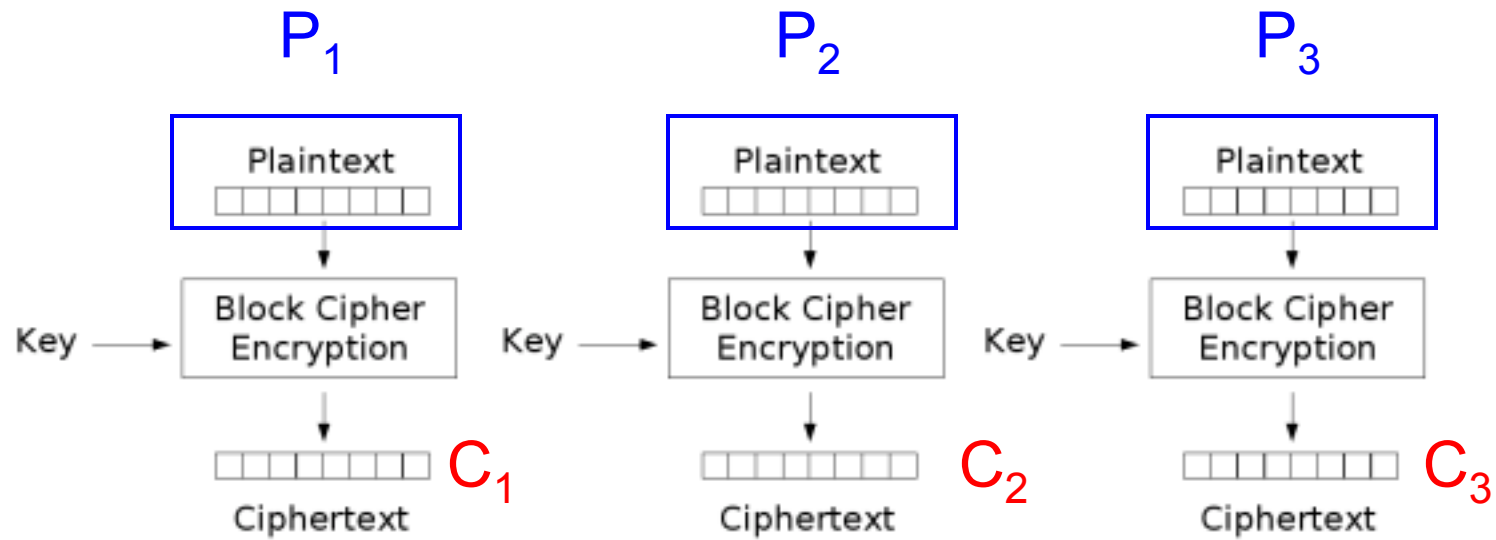 P1 P2 P3
Plaintext Plaintext Plaintext
Key Block Cipher Encryption Key Block Cipher Encryption Key Block Cipher Encryption
C1 C2 C3
Ciphertext Ciphertext Ciphertext